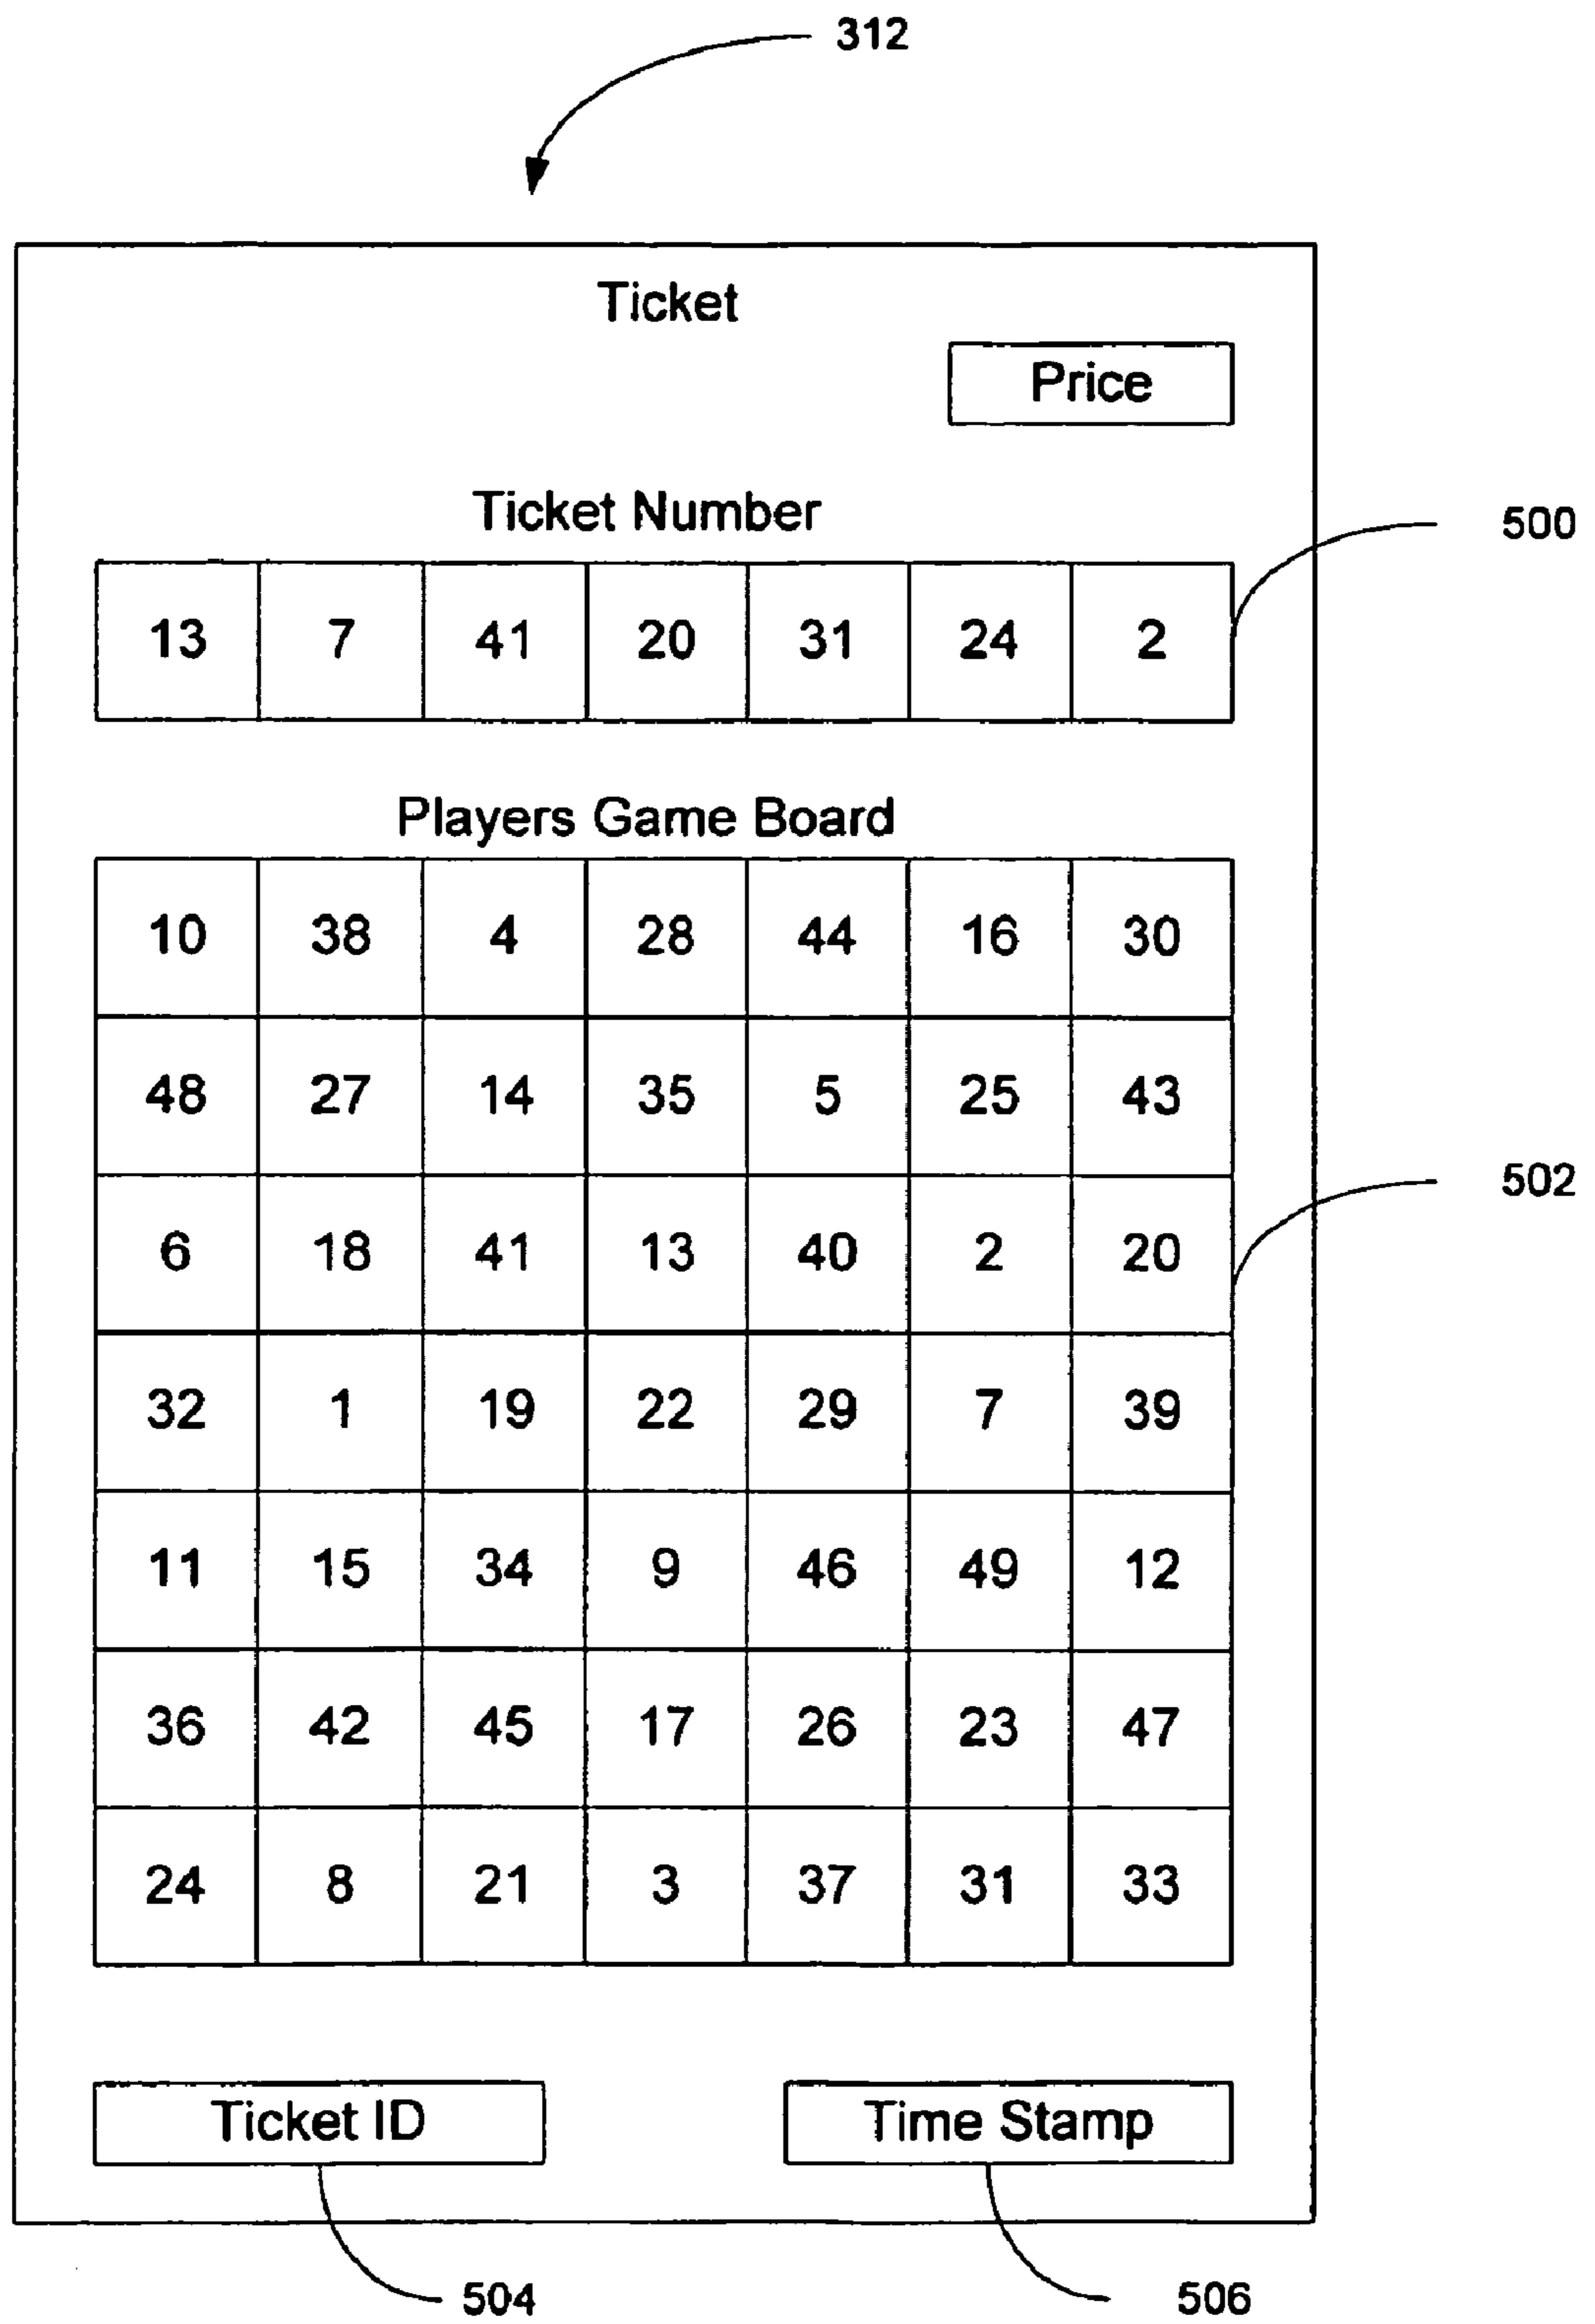 312
Ticket
Price
Ticket Number
500
13 7 41 20 31 24 2
Players Game Board
10 38 4 28 44 16 30
48 27 14 35 5 25 43
502
6 18 41 13 40 2 20
32 1 19 22 29 7 39
11 15 34 9 46 49 12
36 42 45 17 26 23 47
24 8 21 3 37 31 33
Ticket ID Time Stamp
504 506